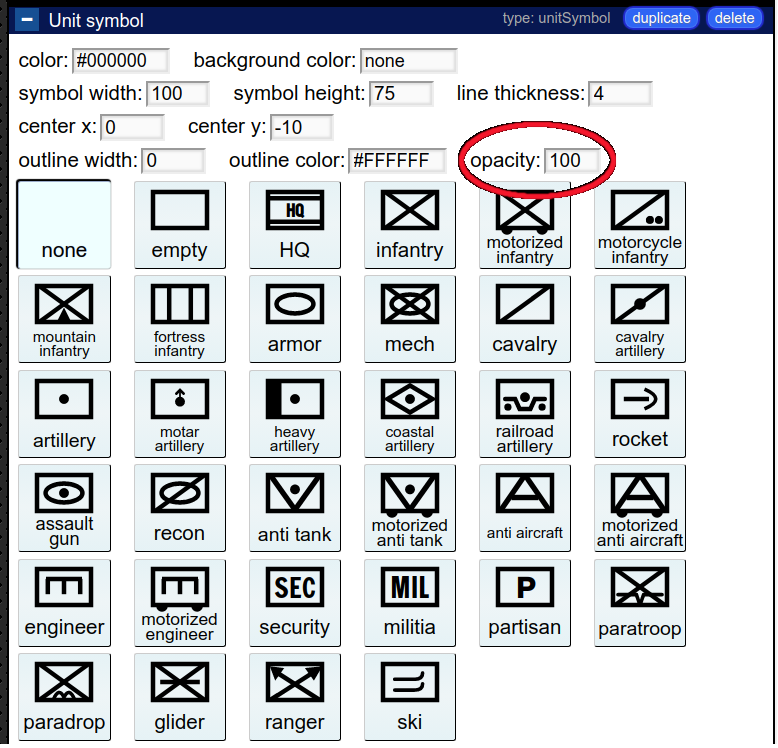 Unit symbol type: unitSymbol duplicate delete
color: #000000 background color: none
symbol width: 100 symbol height: 75 line thickness: 4
center x: 0 center y: -10
outline width: 0 outline color: #FFFFFF opacity: 100
HQ
none empty HQ infantry motorized infantry motorcycle infantry
mountain infantry fortress infantry armor mech cavalry cavalry artillery
artillery motar artillery heavy artillery coastal artillery railroad artillery rocket
assault gun recon anti tank motorized anti tank anti aircraft motorized anti aircraft
SEC MIL P
engineer motorized engineer security militia partisan paratroop
paradrop glider ranger ski